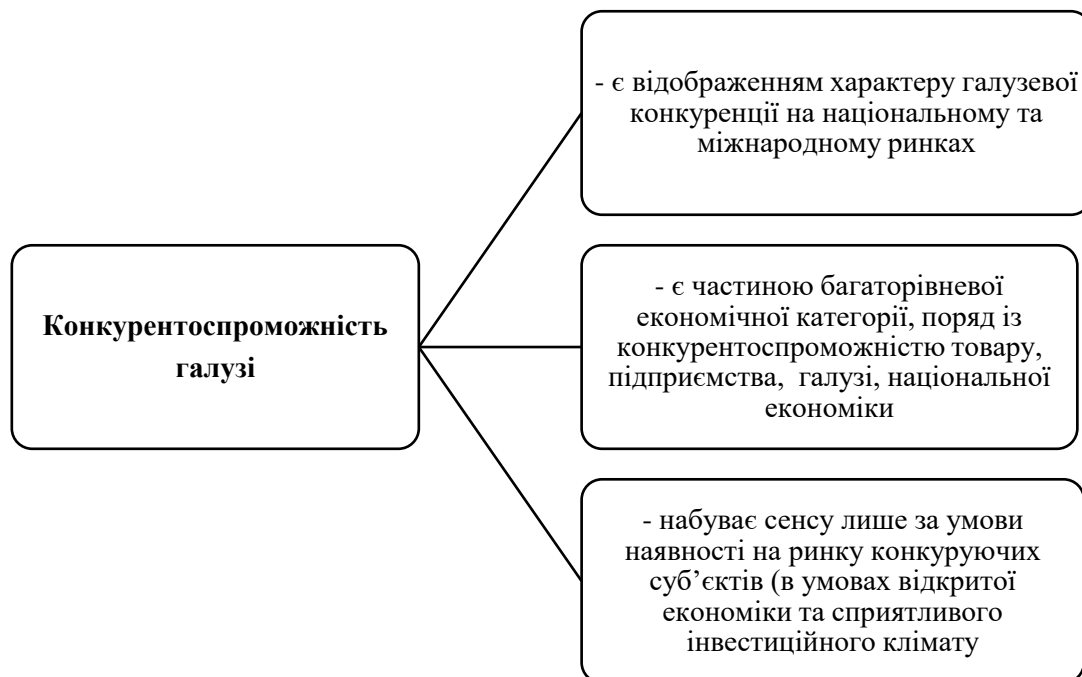 Конкурентоспроможність
галузі
- є відображенням характеру галузевої
конкуренції на національному та
міжнародному ринках
- є частиною багаторівневої
економічної категорії, поряд із
конкурентоспроможністю товару,
підприємства, галузі, національної
економіки
- набуває сенсу лише за умови
наявності на ринку конкуруючих
суб’єктів (в умовах відкритої
економіки та сприятливого
інвестиційного клімату